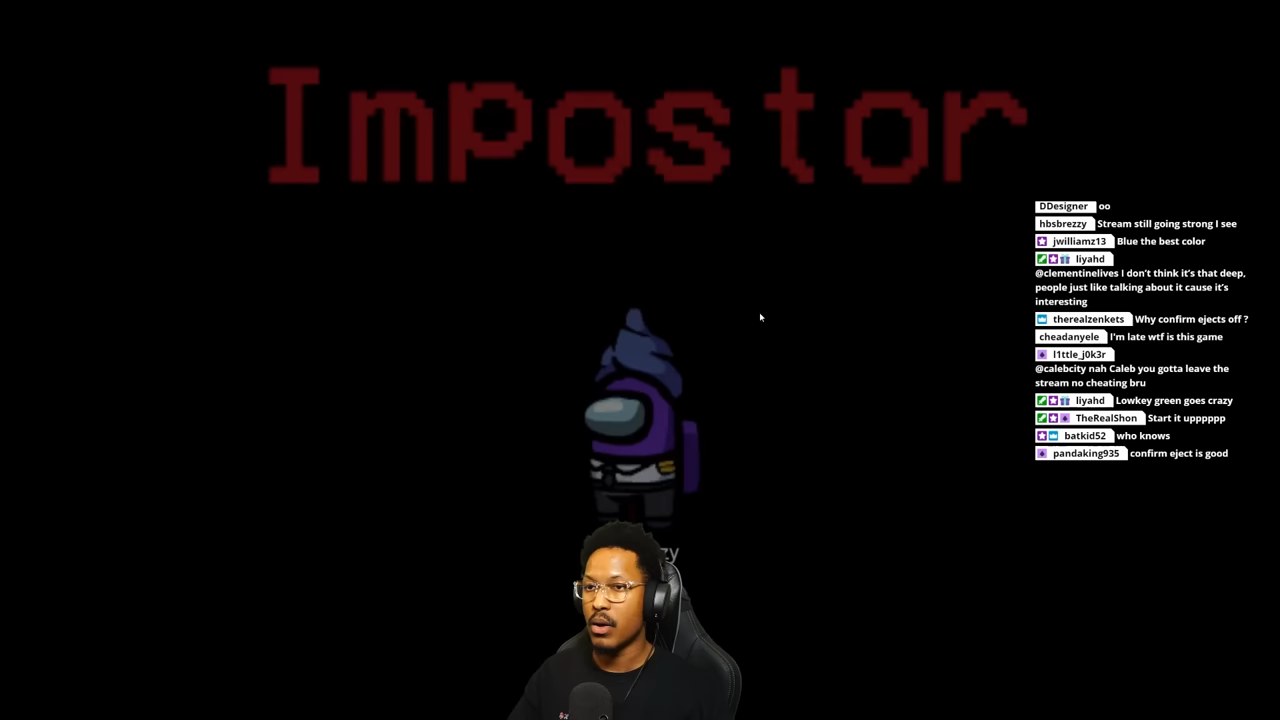 Impostor
DDesigner oo
hbsbrezzy Stream still going strong I see
jwilliamz13 Blue the best color
liyahd
@clementinelives I don't think it's that deep,
people just like talking about it cause it's
interesting
therealzenkets Why confirm ejects off ?
cheadanyele I'm late wtf is this game
l1ttle_j0k3r
@calebcity nah Caleb you gotta leave the
stream no cheating bru
liyahd Lowkey green goes crazy
TheRealShon Start it upppppp
batkid52 who knows
pandaking935 confirm eject is good